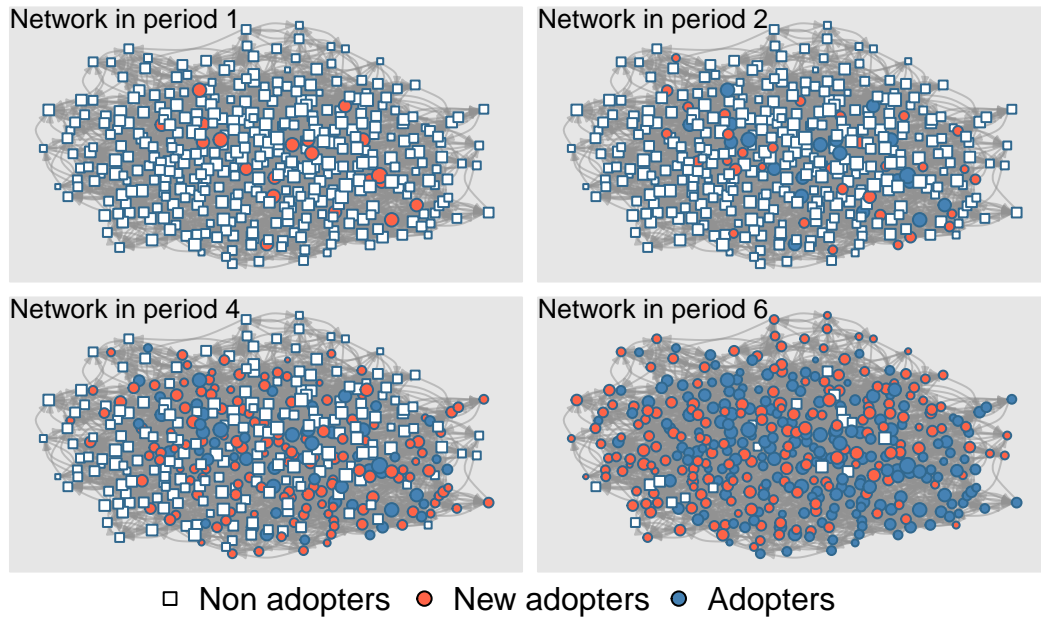 Network in period 1
Network in period 2
Network in period 4
Network in period 6
Non adopters New adopters Adopters